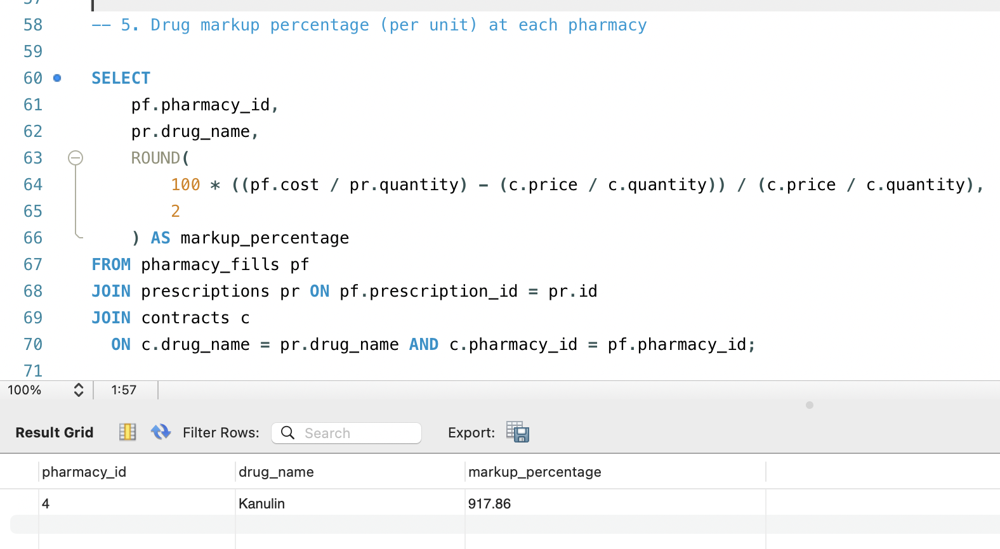 57
58 -- 5. Drug markup percentage (per unit) at each pharmacy
59
60 SELECT
61 pf.pharmacy_id,
62 pr.drug_name,
63 ROUND(
64 100 * ((pf.cost / pr.quantity) - (c.price / c.quantity)) / (c.price / c.quantity),
65 2
66 ) AS markup_percentage
67 FROM pharmacy_fills pf
68 JOIN prescriptions pr ON pf.prescription_id = pr.id
69 JOIN contracts c
70 ON c.drug_name = pr.drug_name AND c.pharmacy_id = pf.pharmacy_id;
71
100% 1:57
Result Grid Filter Rows: Search Export:
pharmacy_id drug_name markup_percentage
4 Kanulin 917.86